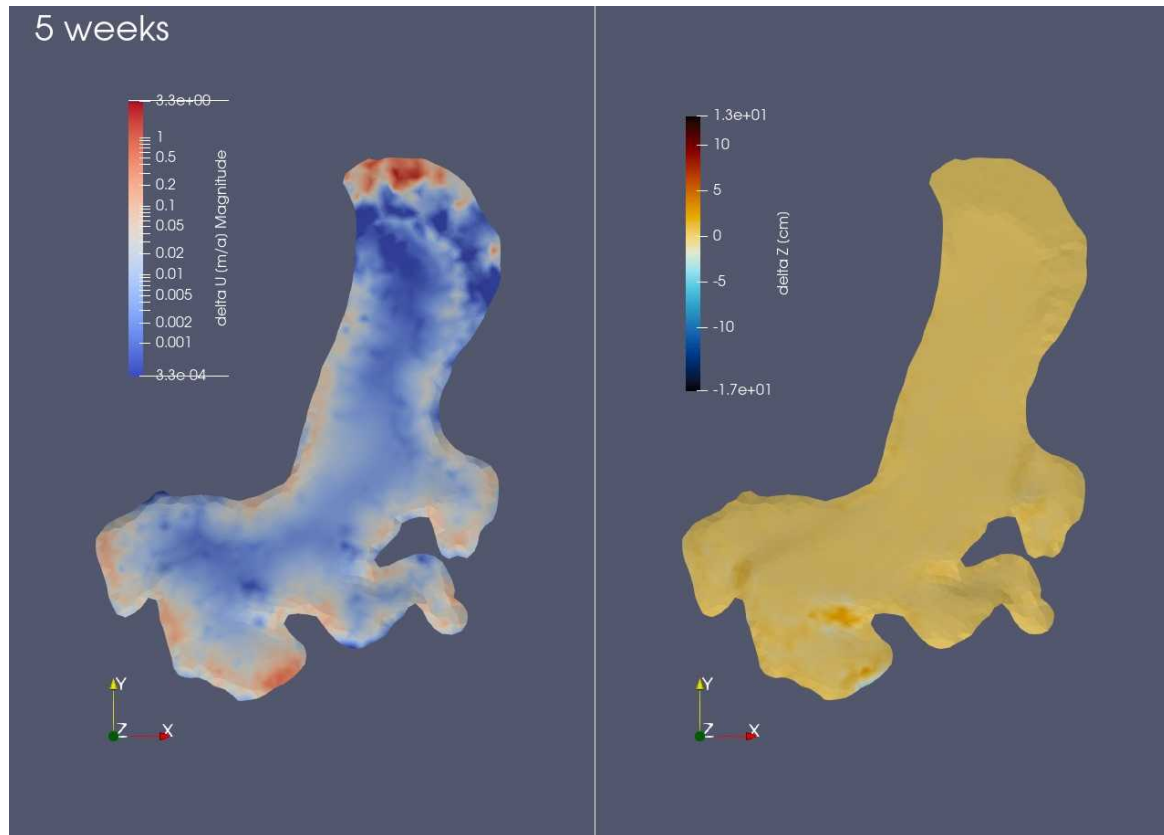 5 weeks
3.3e+00
1
0.5
0.2
0.1
0.05
0.02
0.01
0.005
0.002
0.001
3.3e-04
delta U (m/a) Magnitude
1.3e+01
10
5
0
-5
-10
-1.7e+01
delta Z (cm)
Y
Z X
Y
Z X